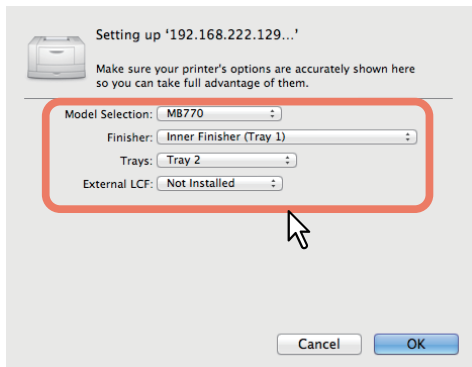 Setting up ‘192.168.222.129...’
Make sure your printer's options are accurately shown here
so you can take full advantage of them.
Model Selection: MB770
Finisher: Inner Finisher (Tray 1)
Trays: Tray 2
External LCF: Not Installed
Cancel OK